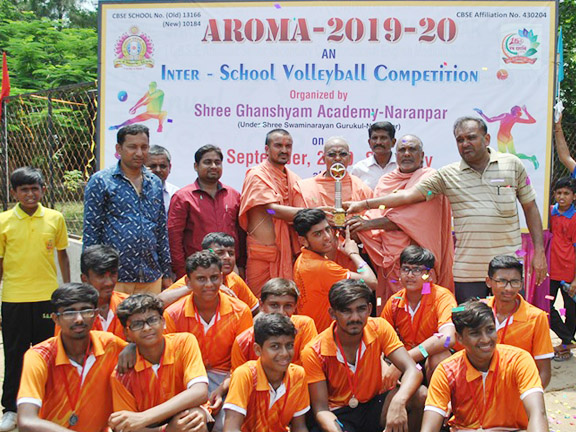 CBSE SCHOOL No. (Old) 13166
(New) 10184
CBSE Affiliation No. 430204
AROMA-2019-20
AN
INTER - SCHOOL VOLLEYBALL COMPETITION
Organized by
Shree Ghanshyam Academy-Naranpar
(Under Shree Swaminarayan Gurukul-
on
September,